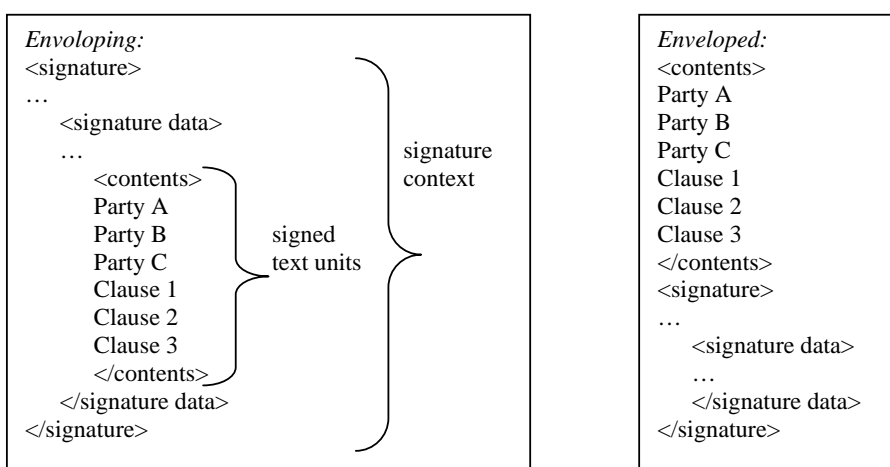 Envoloping:
<signature>
…
<signature data>
…
<contents>
Party A
Party B
Party C
Clause 1
Clause 2
Clause 3
</contents>
</signature data>
</signature>
signed
text units
signature
context
Enveloped:
<contents>
Party A
Party B
Party C
Clause 1
Clause 2
Clause 3
</contents>
<signature>
…
<signature data>
…
</signature data>
</signature>